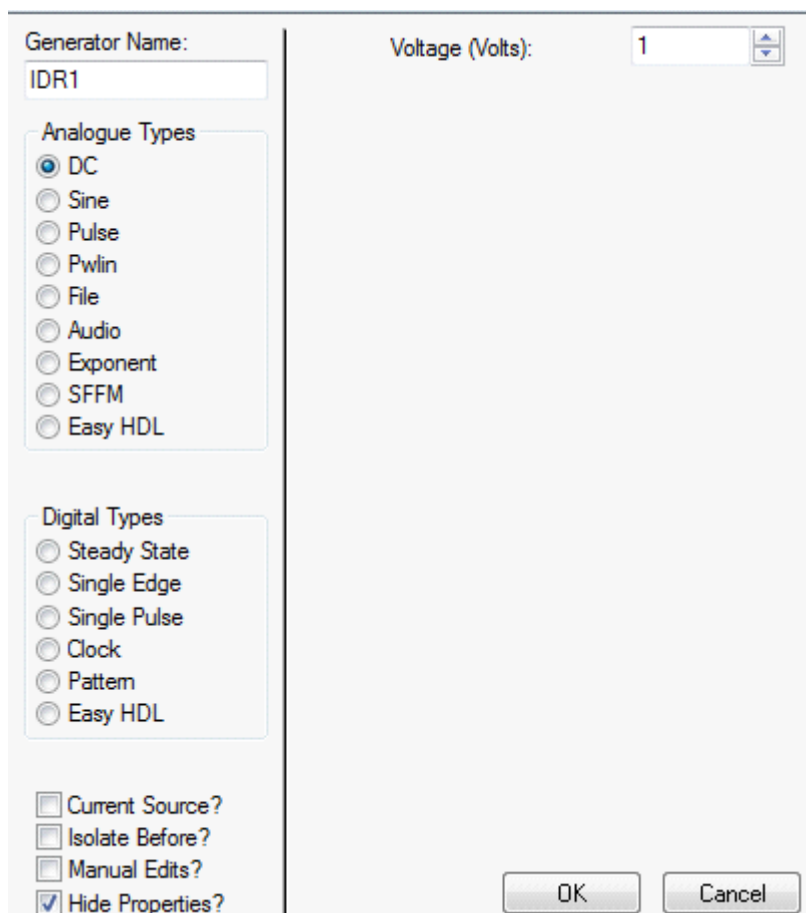 Generator Name:
IDR1
Analogue Types
DC
Sine
Pulse
Pwlin
File
Audio
Exponent
SFFM
Easy HDL
Digital Types
Steady State
Single Edge
Single Pulse
Clock
Pattern
Easy HDL
Current Source?
Isolate Before?
Manual Edits?
Hide Properties?
Voltage (Volts):
1
OK
Cancel